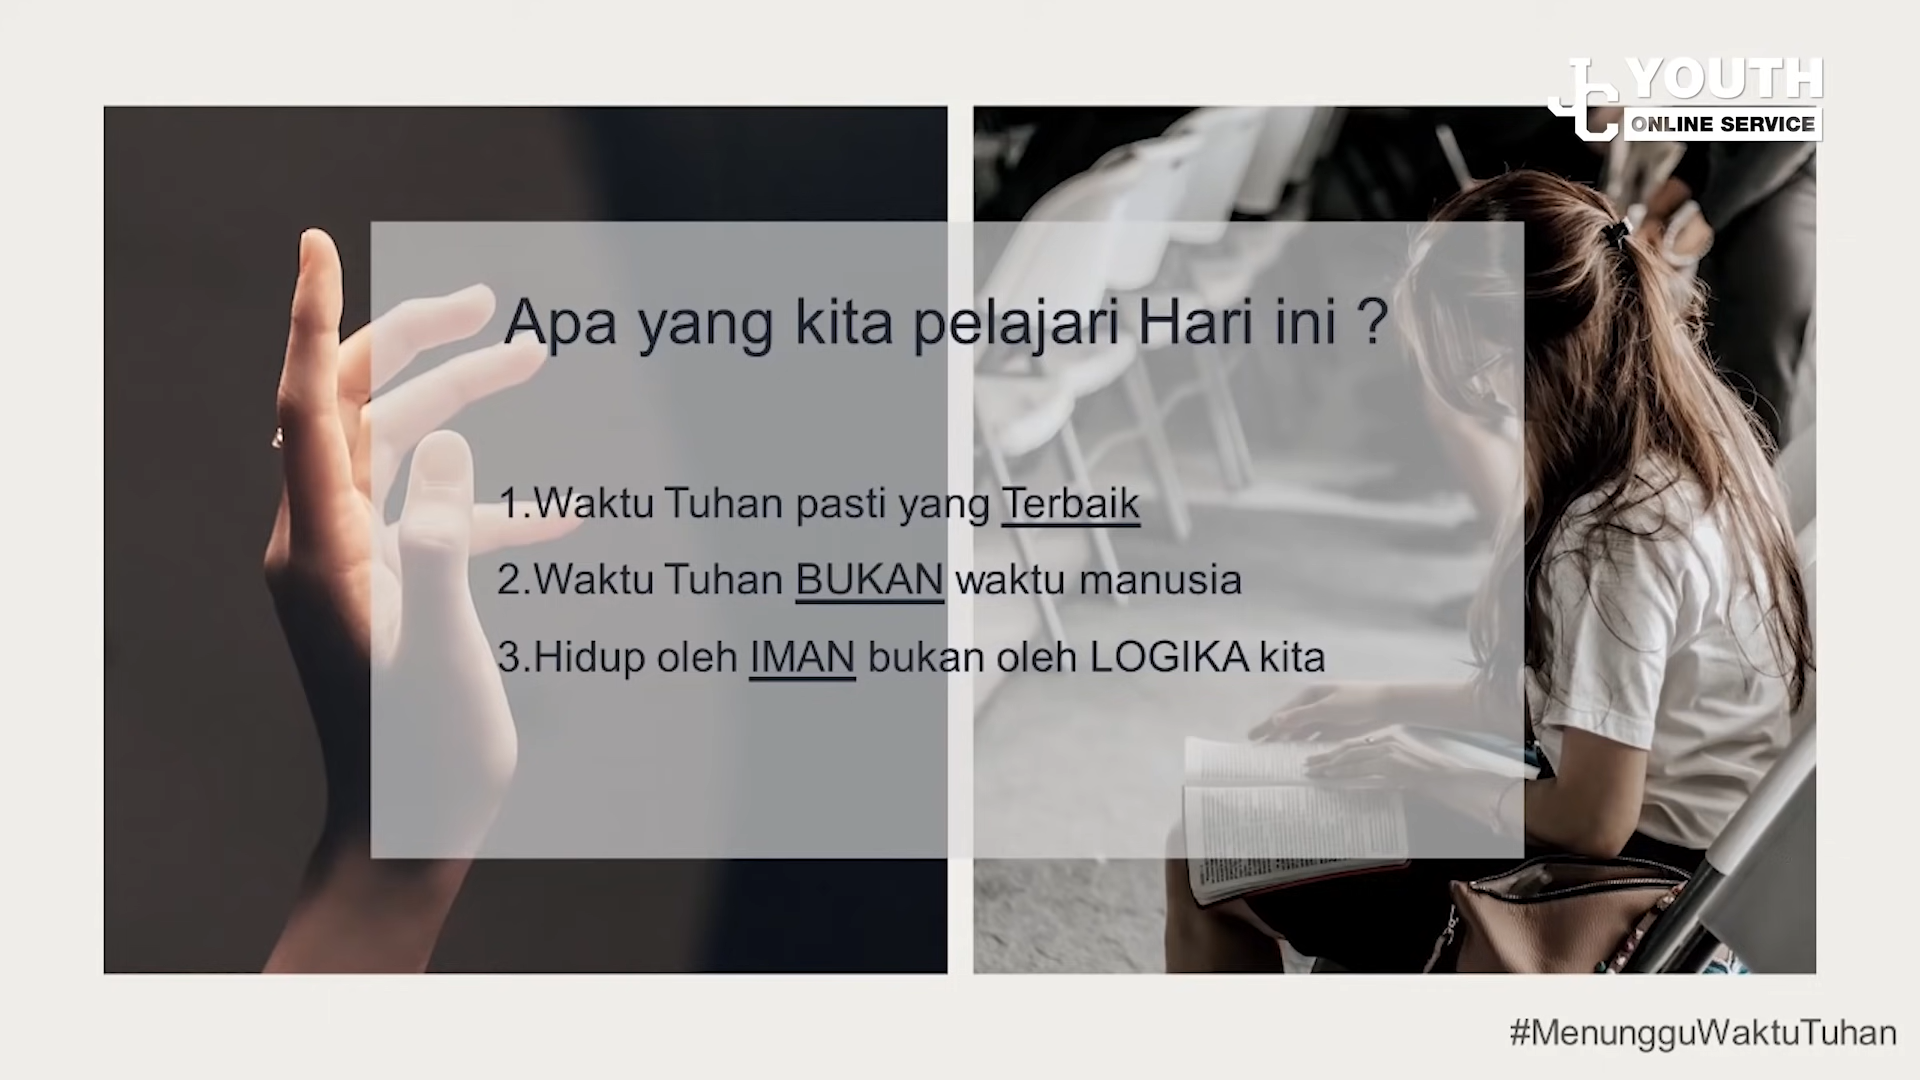 JC YOUTH
ONLINE SERVICE
Apa yang kita pelajari Hari ini ?
1.Waktu Tuhan pasti yang Terbaik
2.Waktu Tuhan BUKAN waktu manusia
3.Hidup oleh IMAN bukan oleh LOGIKA kita
#MenungguWaktuTuhan